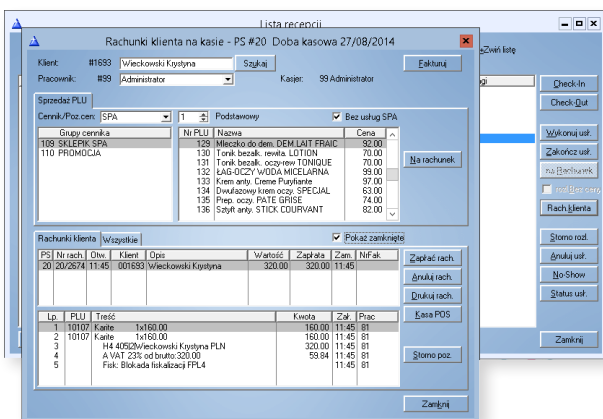 Lista recepcji
Rachunki klienta na kasie - PS #20 Doba kasowa 27/08/2014
Klient: #1693 Wieckowski Krystyna Szukaj Fakturuj
Pracownik: #99 Administrator Kasjer: 99 Administrator
Sprzedaż PLU
Cennik/Poz.cen: SPA 1 Podstawowy Bez usług SPA
Grupy cennika
109 SKLEPIK SPA
110 PROMOCJA
Nr PLU Nazwa Cena
129 Mleczko do dem. DEM.LAIT FRAIC 92.00
130 Tonik bezalk. rewita. LOTION 70.00
131 Tonik bezalk. oczy-rew TONIQUE 70.00
132 ŁAG-OCZY WODA MICELARNA 99.00
133 Krem anty. Creme Puryfiante 97.00
134 Dwufazowy krem oczy. SPECJAL 63.00
135 Prep. oczy. PATE GRISE 74.00
136 Sztyft anty. STICK COURVANT 82.00
Na rachunek
Rachunki klienta Wszystkie Pokaż zamknięte
PS Nr rach. Otw. Klient Opis Wartość Zapłata Zam. NrFak.
20 20/2674 11:45 001693 Wieckowski Krystyna 320.00 320.00 11:45
Zapłać rach.
Anuluj rach.
Drukuj rach.
Kasa POS
Lp. PLU Treść Kwota Zał. Prac
1 10107 Karite 1x160.00 160.00 11:45 81
2 10107 Karite 1x160.00 160.00 11:45 81
3 H4 405|2|Wieckowski Krystyna PLN 320.00 11:45 81
4 A VAT 23% od brutto:320.00 59.84 11:45 81
5 Fisk: Blokada fiskalizacji FPL4 11:45 81
Storno poz.
Zamknij
Zwiń listę
Check-In
Check-Out
Wykonuj usł.
Zakończ usł.
na Rachunek
Rach.klienta
Storno rozl.
Anuluj usł.
No-Show
Status usł.
Zamknij